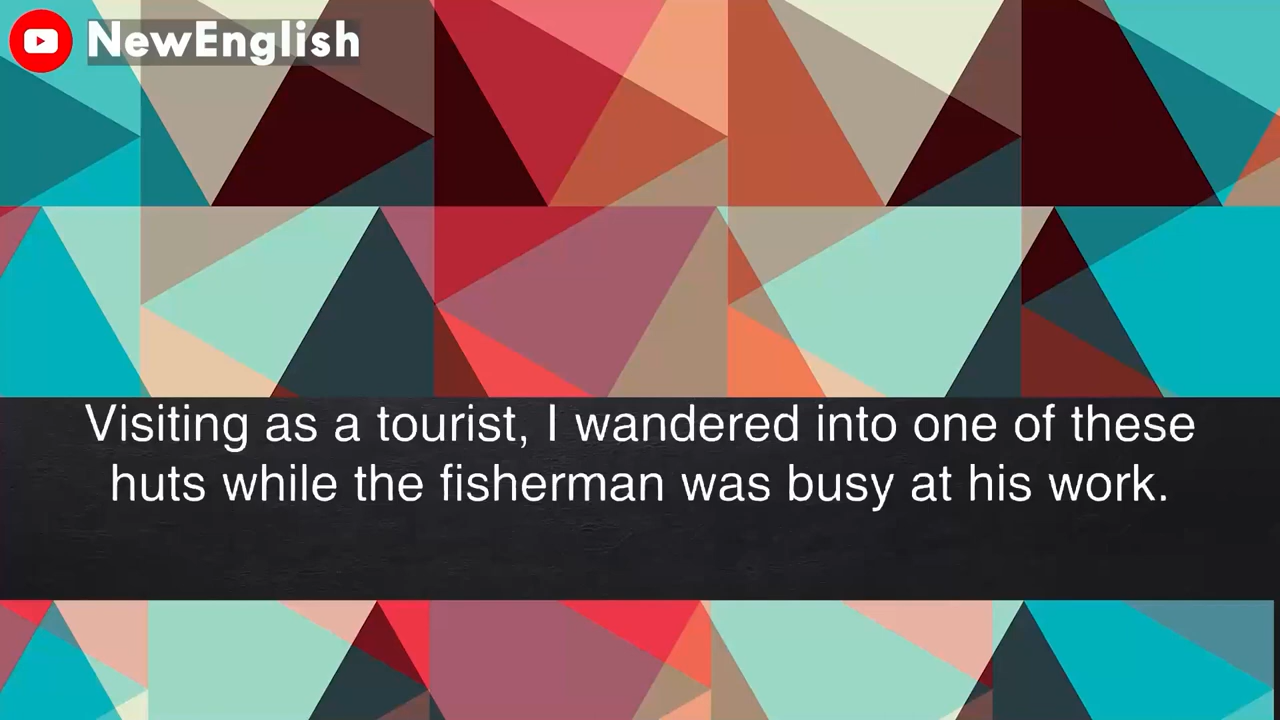 NewEnglish
Visiting as a tourist, I wandered into one of these
huts while the fisherman was busy at his work.